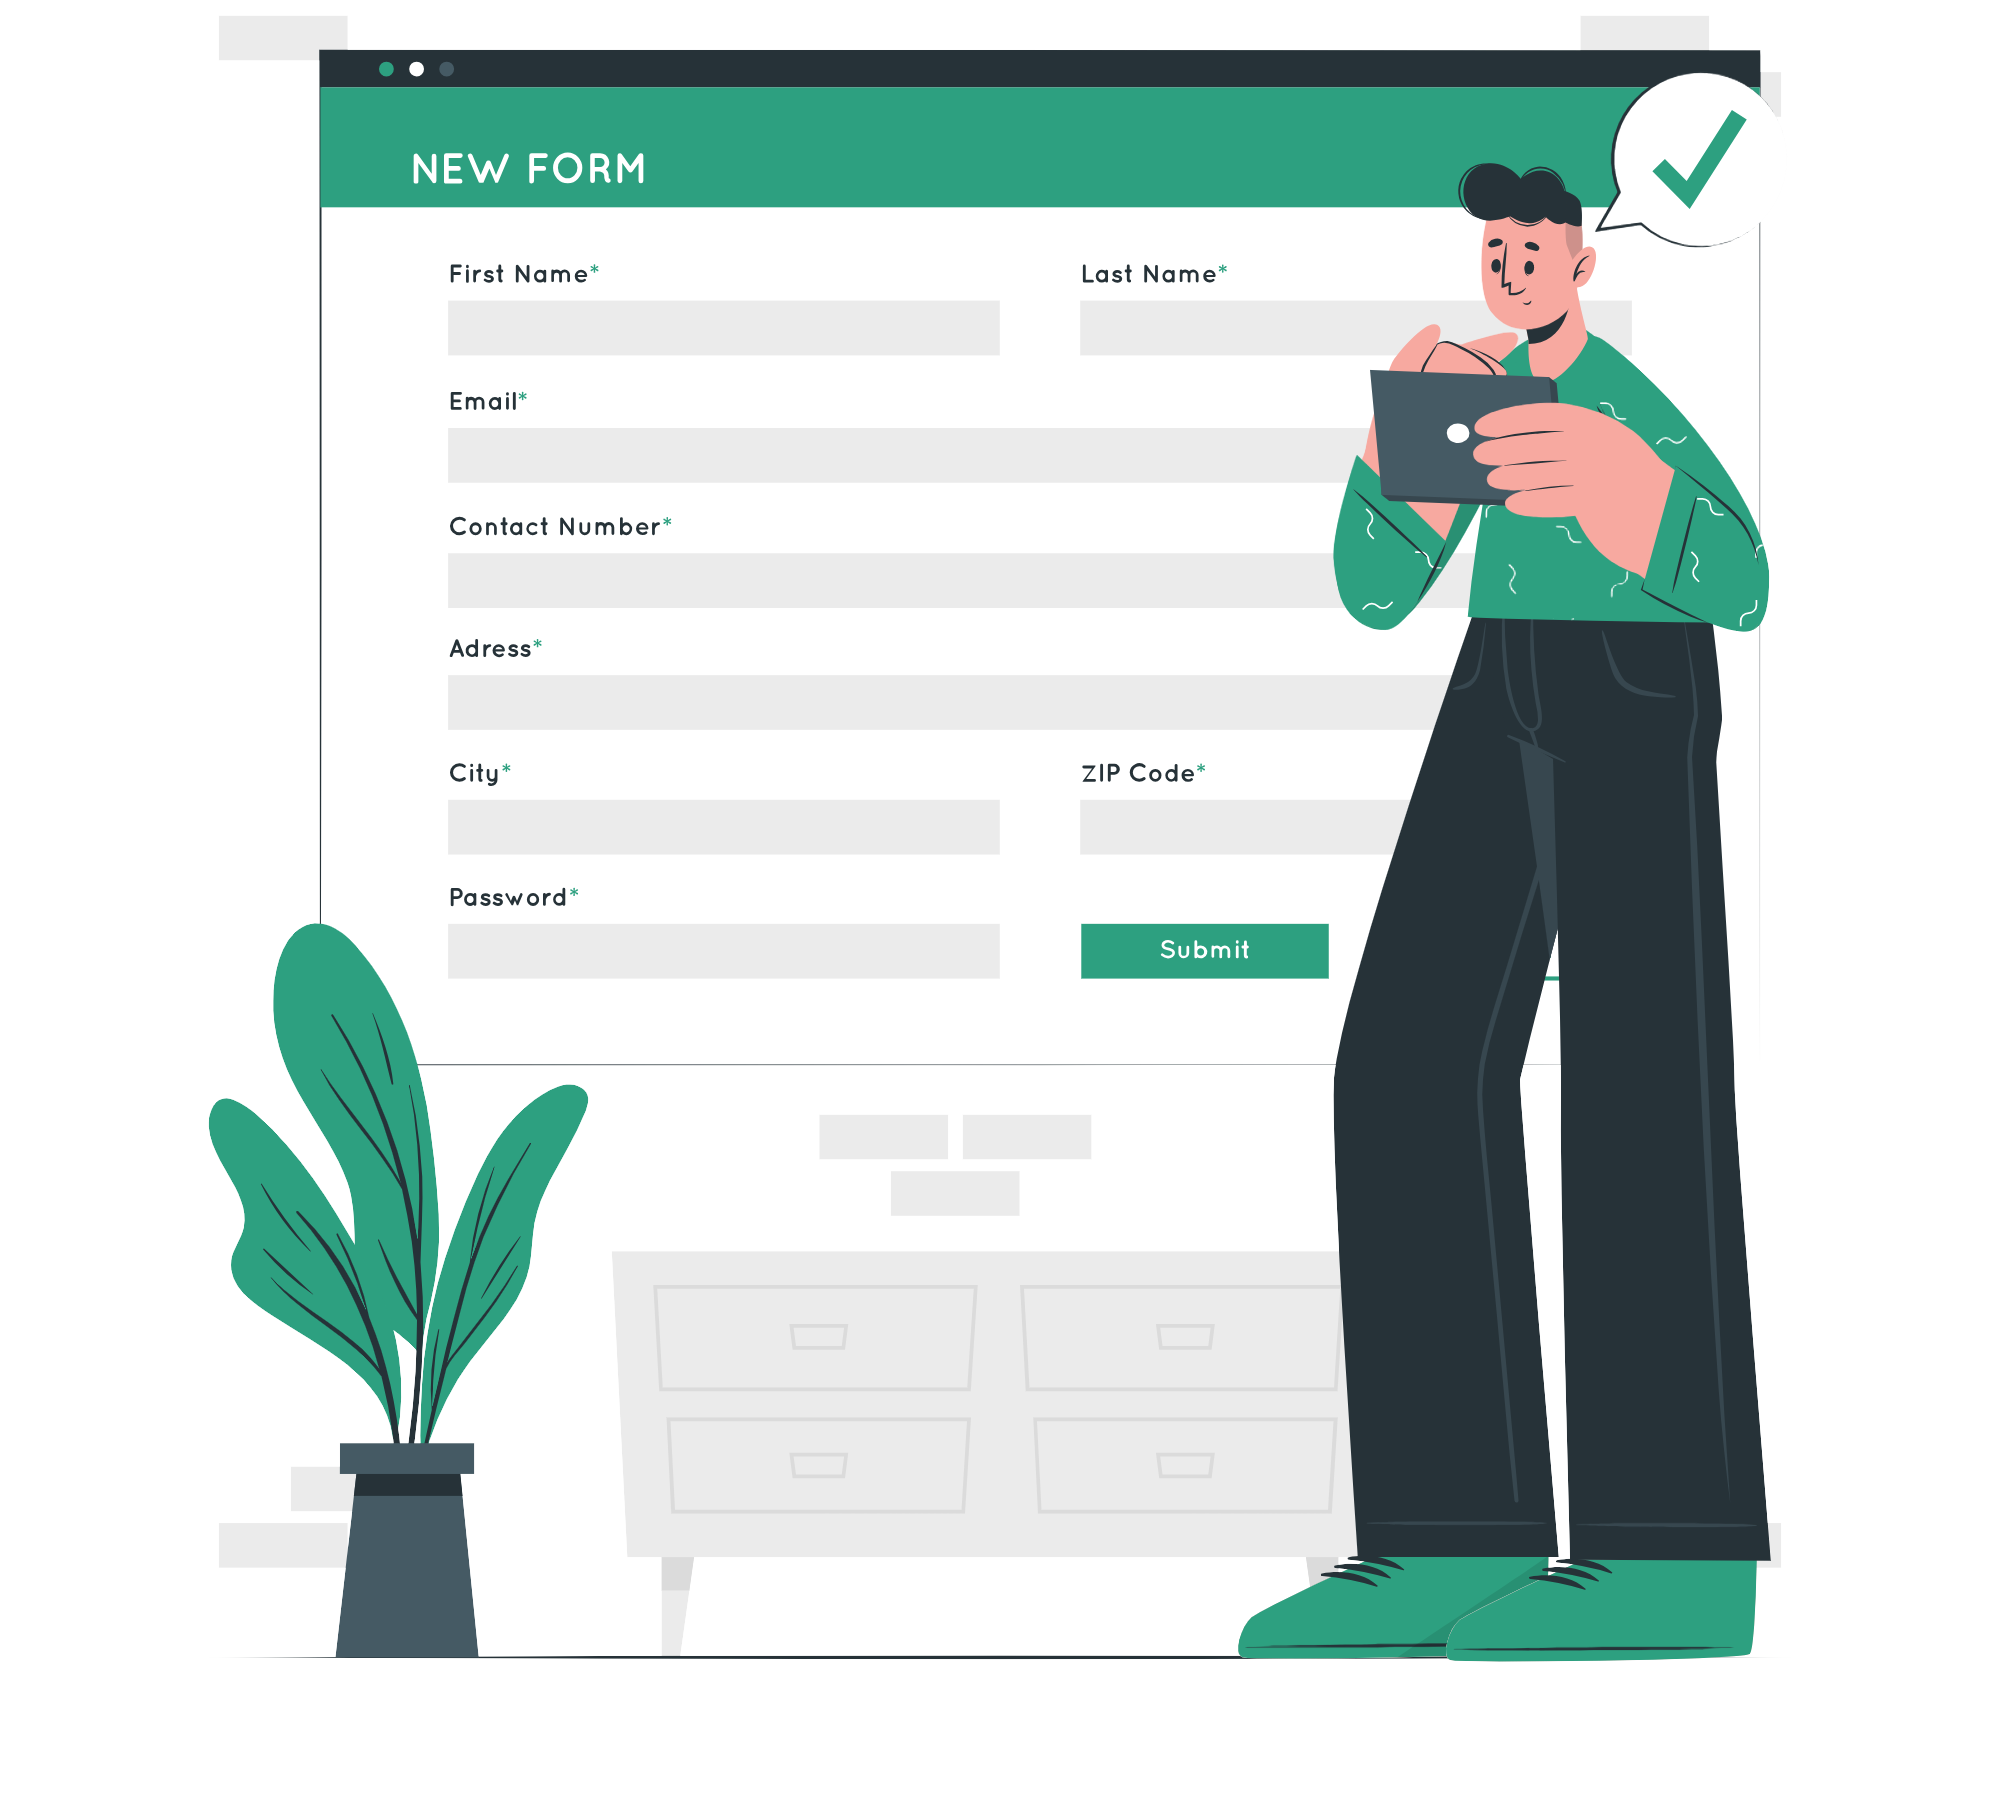 NEW FORM
First Name* Last Name*
Email*
Contact Number*
Adress*
City* ZIP Code*
Password*
Submit